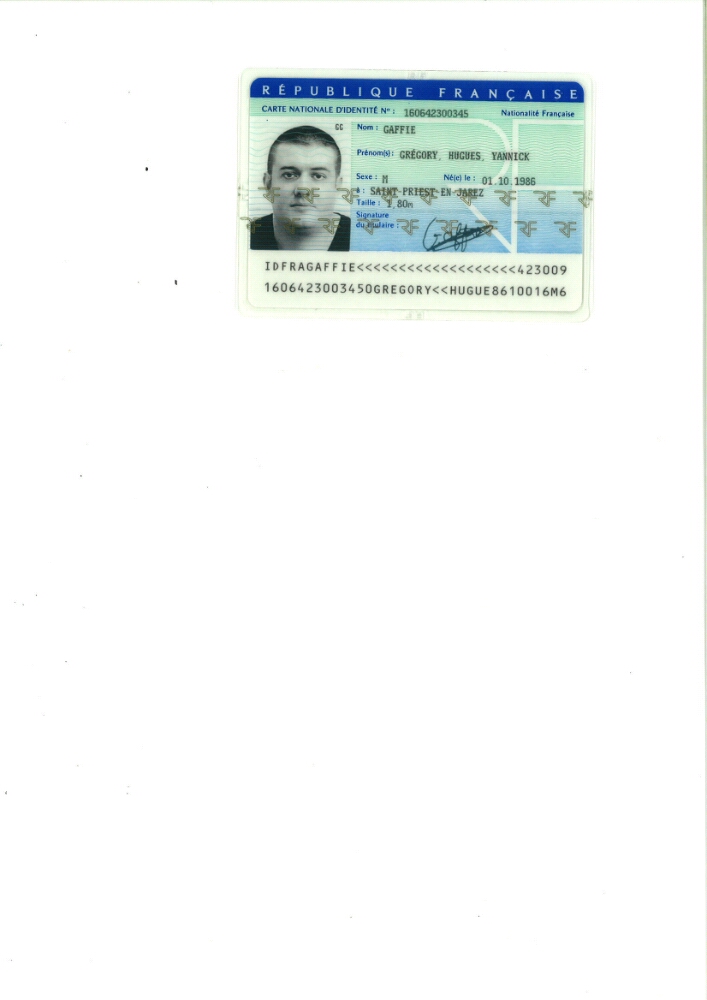 RÉPUBLIQUE FRANÇAISE
CARTE NATIONALE D'IDENTITÉ N° : 160642300345 Nationalité Française
GG
Nom : GAFFIE
Prénom(s) : GRÉGORY, HUGUES, YANNICK
Sexe : M Né(e) le : 01.10.1986
à : SAINT-PRIEST-EN-JAREZ
Taille : 1,80m
Signature
du titulaire :
IDFRAGAFFIE<<<<<<<<<<<<<<<<<<<423009
1606423003450GREGORY<<HUGUE8610016M6